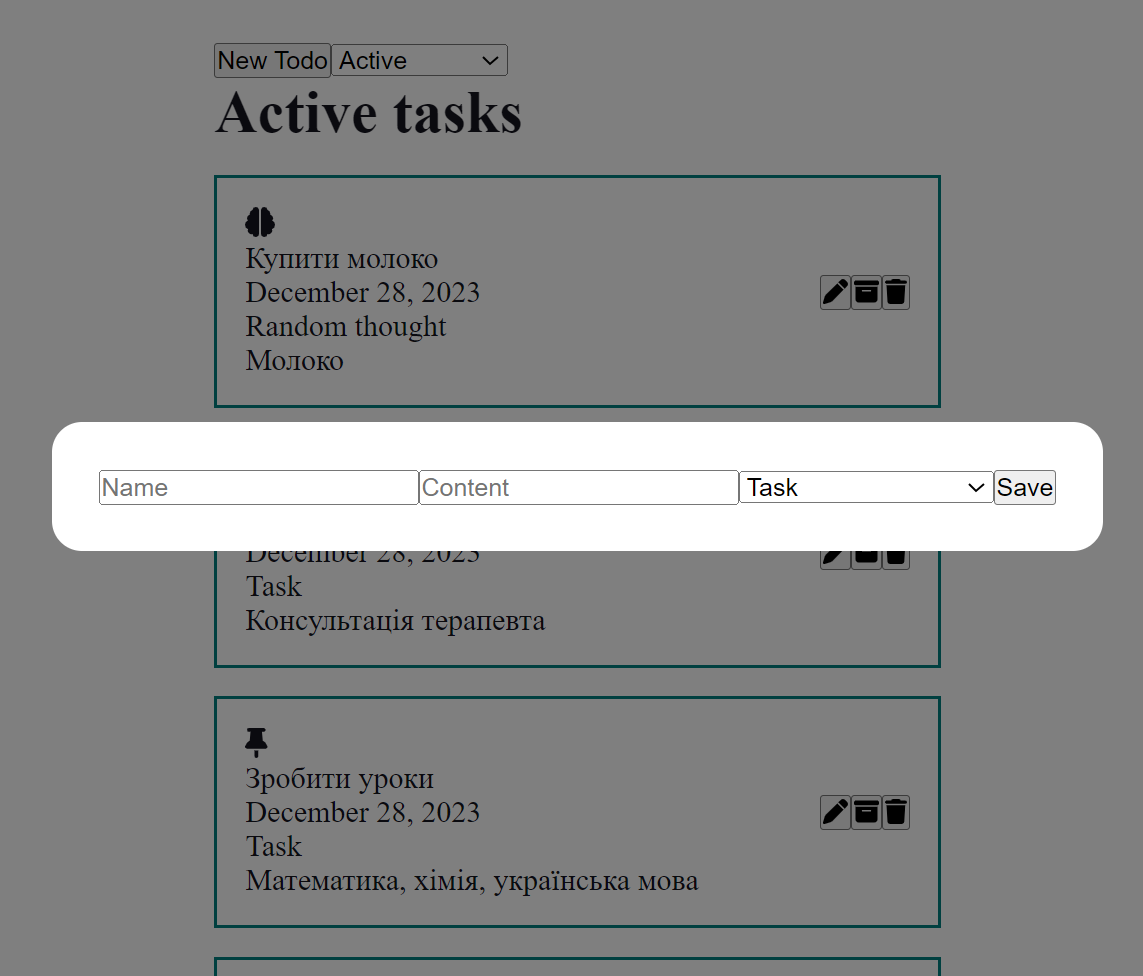 New Todo Active
Active tasks
Купити молоко
December 28, 2023
Random thought
Молоко
Name Content Task Save
December 28, 2023
Task
Консультація терапевта
Зробити уроки
December 28, 2023
Task
Математика, хімія, українська мова